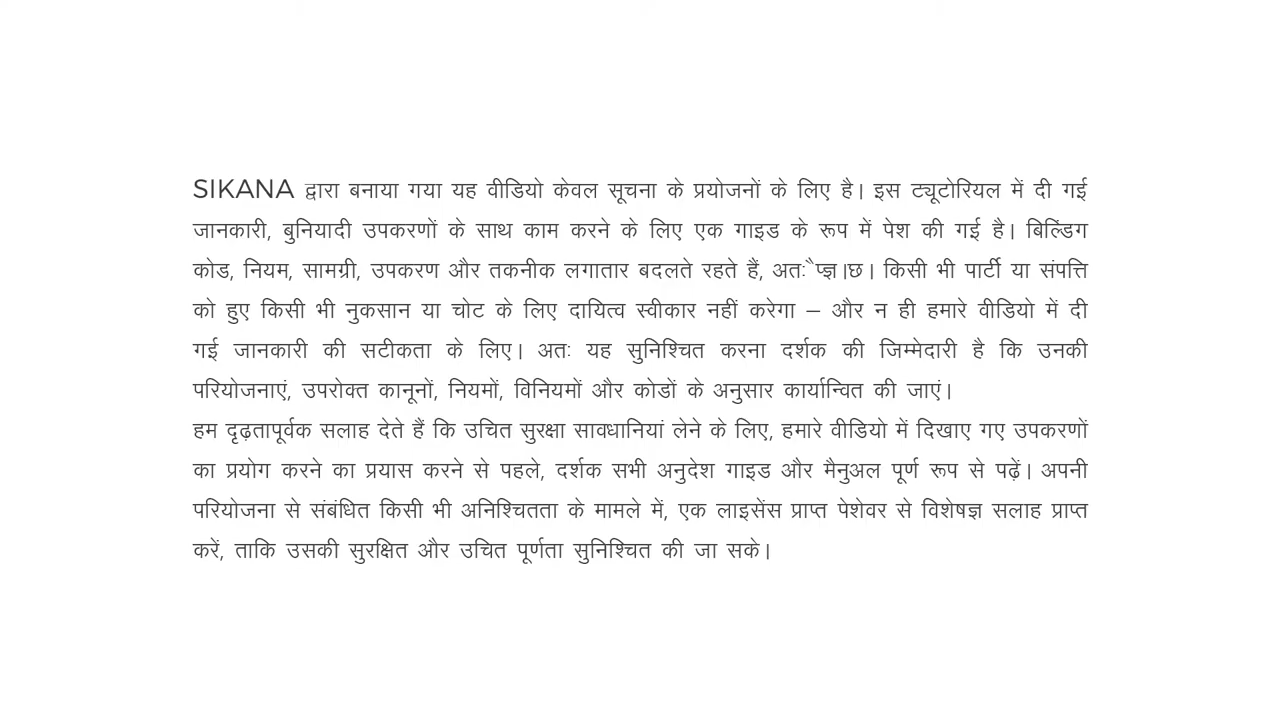 SIKANA द्वारा बनाया गया यह वीडियो केवल सूचना के प्रयोजनों के लिए है। इस ट्यूटोरियल में दी गई
जानकारी, बुनियादी उपकरणों के साथ काम करने के लिए एक गाइड के रूप में पेश की गई है। बिल्डिंग
कोड, नियम, सामग्री, उपकरण और तकनीक लगातार बदलते रहते हैं, अतः किसी भी पार्टी या संपत्ति
को हुए किसी भी नुकसान या चोट के लिए दायित्व स्वीकार नहीं करेगा – और न ही हमारे वीडियो में दी
गई जानकारी की सटीकता के लिए। अतः यह सुनिश्चित करना दर्शक की जिम्मेदारी है कि उनकी
परियोजनाएं, उपरोक्त कानूनों, नियमों, विनियमों और कोडों के अनुसार कार्यान्वित की जाएं।
हम दृढ़तापूर्वक सलाह देते हैं कि उचित सुरक्षा सावधानियां लेने के लिए, हमारे वीडियो में दिखाए गए उपकरणों
का प्रयोग करने का प्रयास करने से पहले, दर्शक सभी अनुदेश गाइड और मैनुअल पूर्ण रूप से पढ़ें। अपनी
परियोजना से संबंधित किसी भी अनिश्चितता के मामले में, एक लाइसेंस प्राप्त पेशेवर से विशेषज्ञ सलाह प्राप्त
करें, ताकि उसकी सुरक्षित और उचित पूर्णता सुनिश्चित की जा सके।